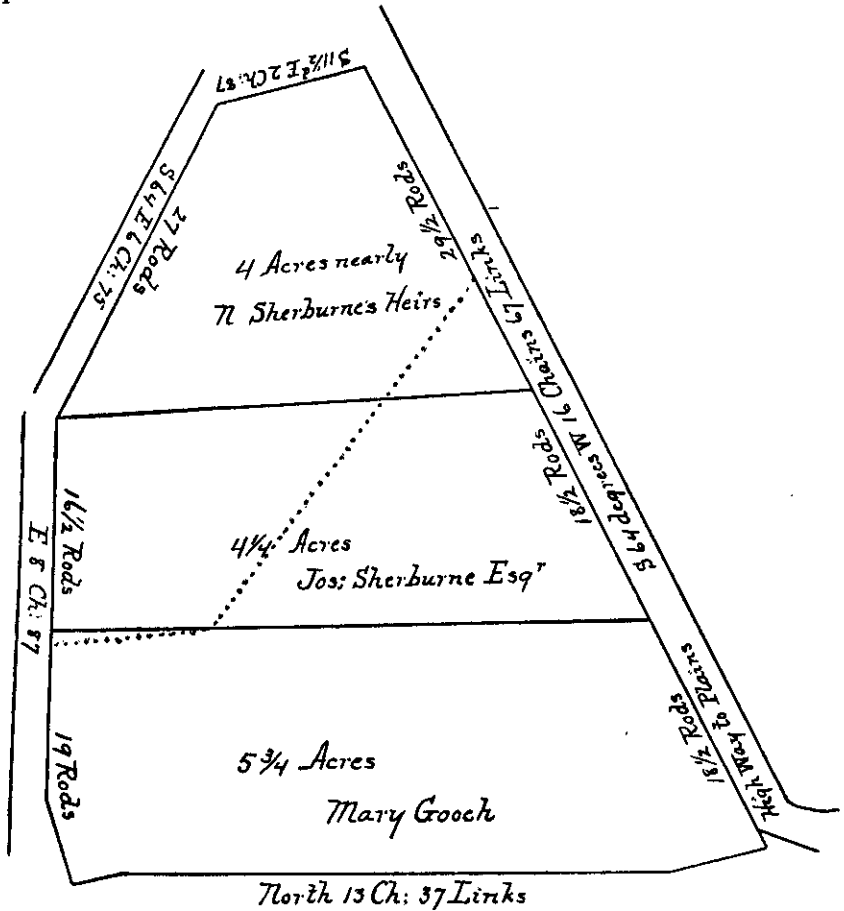 S 11½ᵈ E 2 Ch: 87
S 64 E 6 Ch: 75
27 Rods
29½ Rods
4 Acres nearly
N Sherburne's Heirs
S 64 degrees W 16 Chains 67 Links
18½ Rods
16½ Rods
E 8 Ch: 87
4¼ Acres
Jos: Sherburne Esqʳ
19 Rods
18½ Rods
High Way to Plains
5¾ Acres
Mary Gooch
North 13 Ch: 37 Links